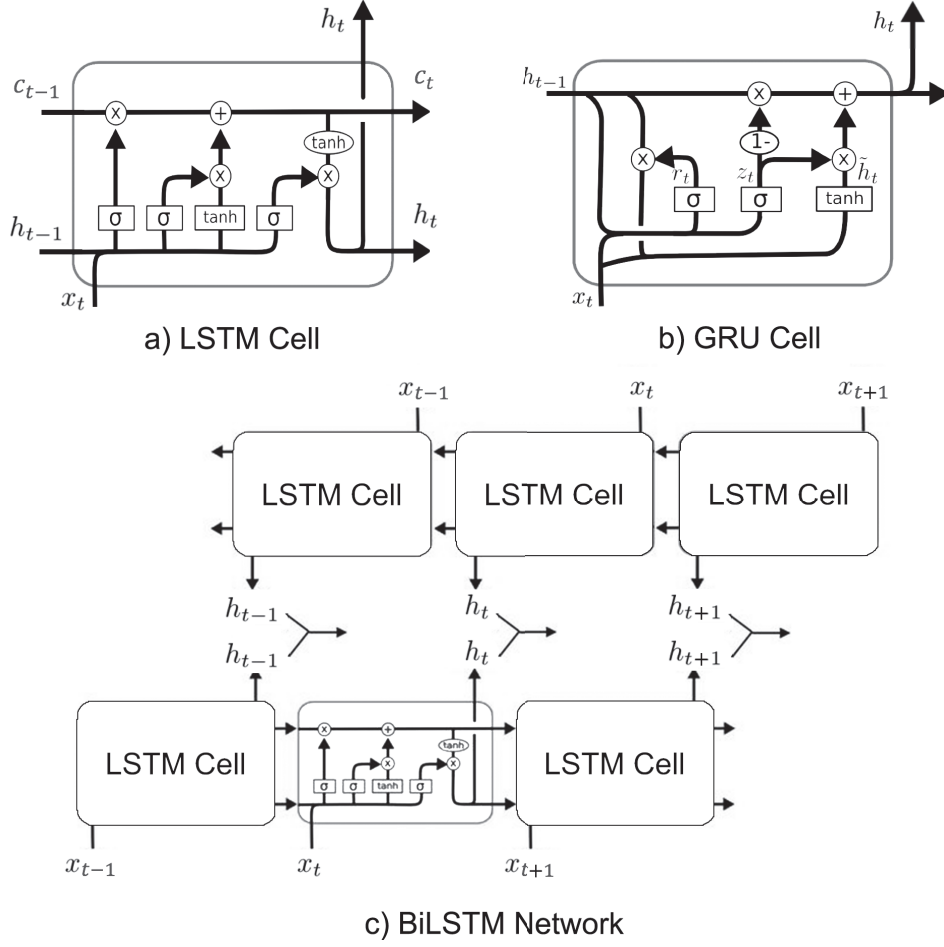 h_t
c_{t-1}
x
+
c_t
tanh
x
x
σ
σ
tanh
σ
h_{t-1}
h_t
x_t
a) LSTM Cell
h_t
h_{t-1}
x
+
1-
x
r_t
z_t
x
h̃_t
σ
σ
tanh
x_t
b) GRU Cell
x_{t-1}
x_t
x_{t+1}
LSTM Cell
LSTM Cell
LSTM Cell
h_{t-1}
h_t
h_{t+1}
h_{t-1}
h_t
h_{t+1}
LSTM Cell
x
+
tanh
x
x
σ
σ
tanh
σ
LSTM Cell
x_{t-1}
x_t
x_{t+1}
c) BiLSTM Network